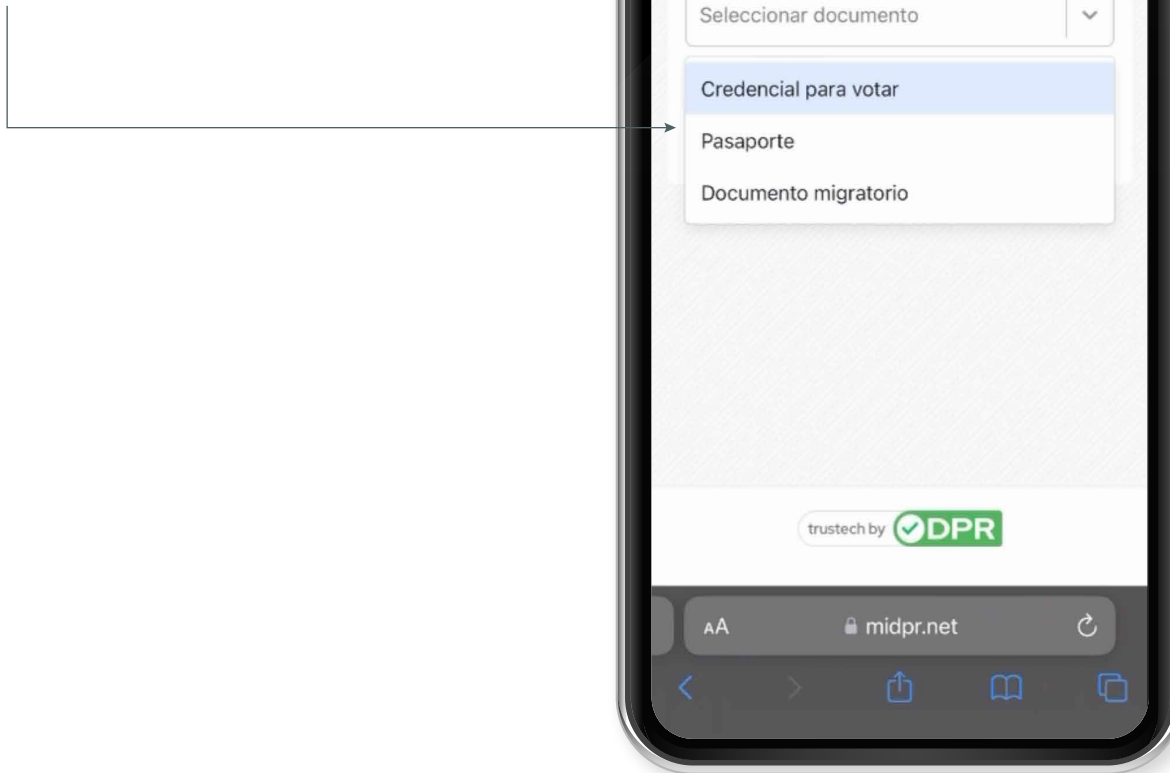 Seleccionar documento
Credencial para votar
Pasaporte
Documento migratorio
trustech by DPR
AA midpr.net